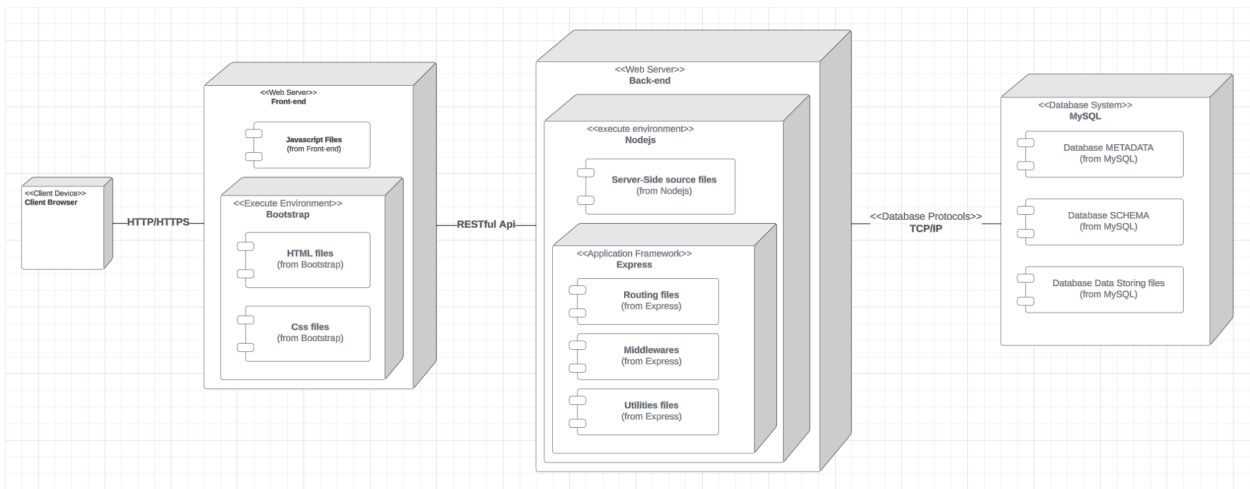 <<Client Device>>
Client Browser
HTTP/HTTPS
<<Web Server>>
Front-end
Javascript Files
(from Front-end)
<<Execute Environment>>
Bootstrap
HTML files
(from Bootstrap)
Css files
(from Bootstrap)
RESTful Api
<<Web Server>>
Back-end
<<execute environment>>
Nodejs
Server-Side source files
(from Nodejs)
<<Application Framework>>
Express
Routing files
(from Express)
Middlewares
(from Express)
Utilities files
(from Express)
<<Database Protocols>>
TCP/IP
<<Database System>>
MySQL
Database METADATA
(from MySQL)
Database SCHEMA
(from MySQL)
Database Data Storing files
(from MySQL)